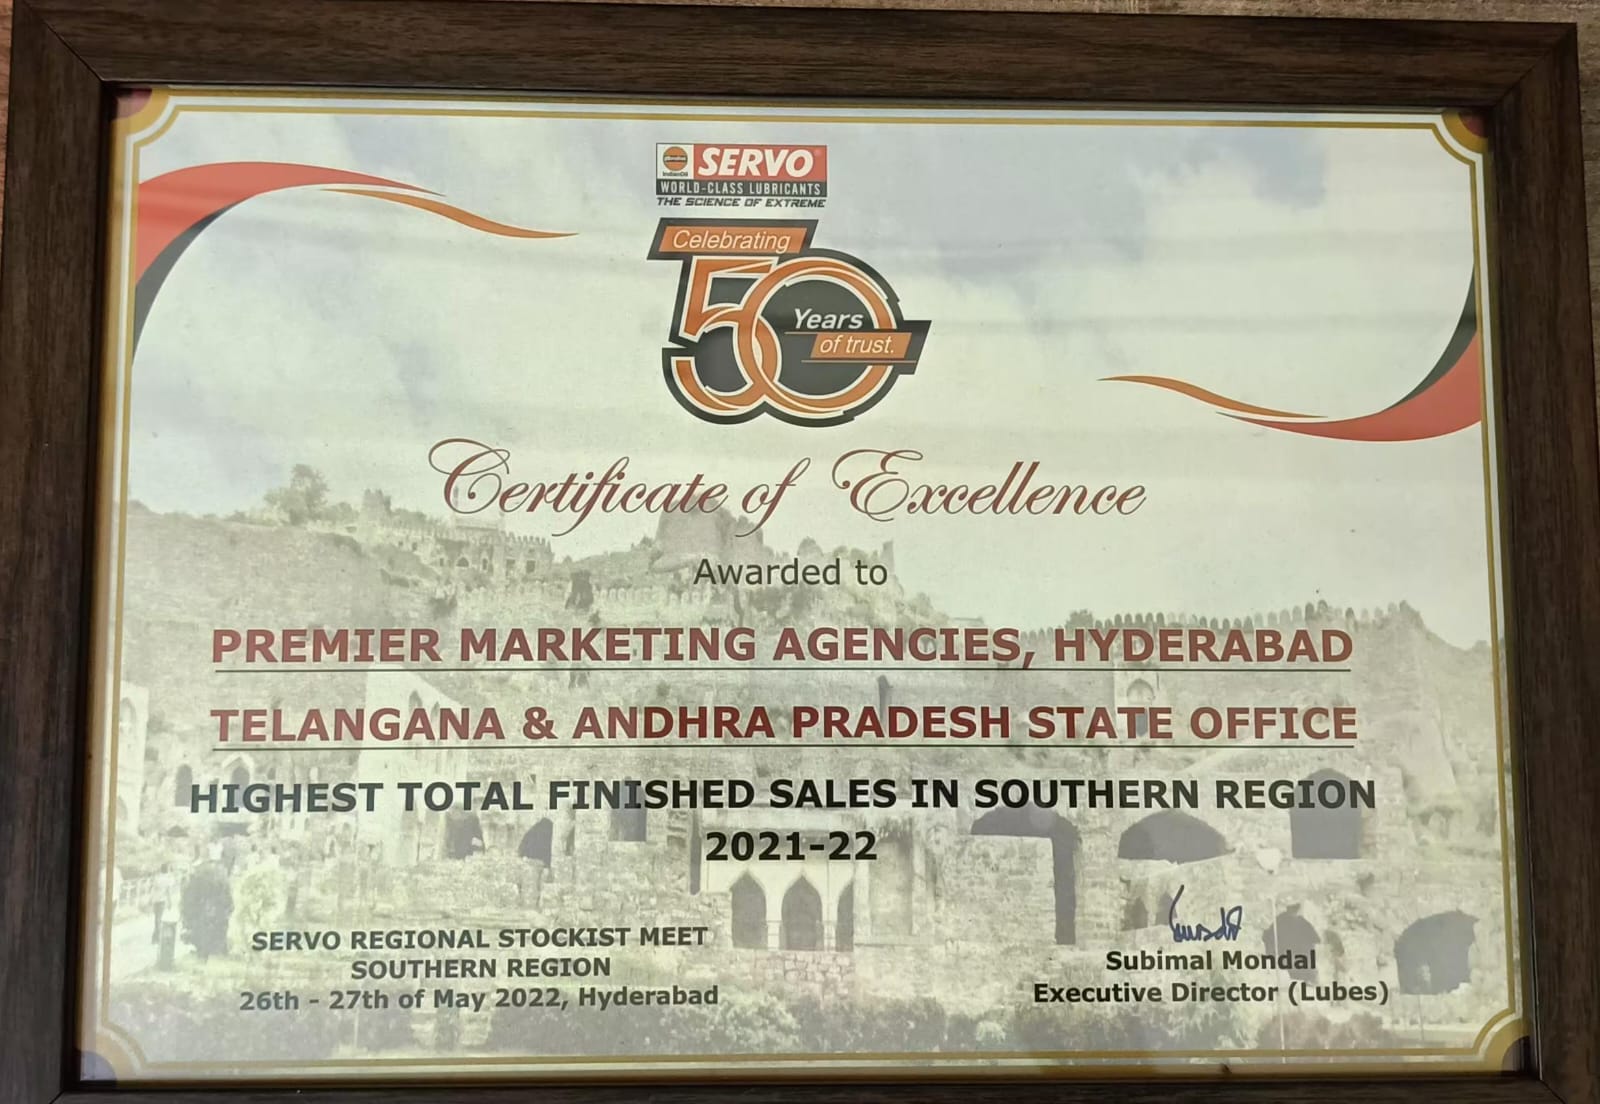 IndianOil
SERVO
WORLD-CLASS LUBRICANTS
THE SCIENCE OF EXTREME
Celebrating
50
Years
of trust.
Certificate of Excellence
Awarded to
PREMIER MARKETING AGENCIES, HYDERABAD
TELANGANA & ANDHRA PRADESH STATE OFFICE
HIGHEST TOTAL FINISHED SALES IN SOUTHERN REGION
2021-22
SERVO REGIONAL STOCKIST MEET
SOUTHERN REGION
26th - 27th of May 2022, Hyderabad
Subimal Mondal
Executive Director (Lubes)